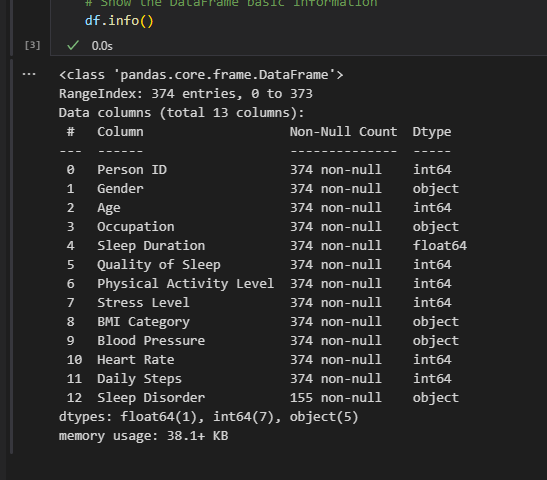 # Show the DataFrame basic information
df.info()
[3] 0.0s
... <class 'pandas.core.frame.DataFrame'>
RangeIndex: 374 entries, 0 to 373
Data columns (total 13 columns):
 #   Column                   Non-Null Count  Dtype
---  ------                   --------------  -----
 0   Person ID                374 non-null    int64
 1   Gender                   374 non-null    object
 2   Age                      374 non-null    int64
 3   Occupation               374 non-null    object
 4   Sleep Duration           374 non-null    float64
 5   Quality of Sleep         374 non-null    int64
 6   Physical Activity Level  374 non-null    int64
 7   Stress Level             374 non-null    int64
 8   BMI Category             374 non-null    object
 9   Blood Pressure           374 non-null    object
 10  Heart Rate               374 non-null    int64
 11  Daily Steps              374 non-null    int64
 12  Sleep Disorder           155 non-null    object
dtypes: float64(1), int64(7), object(5)
memory usage: 38.1+ KB